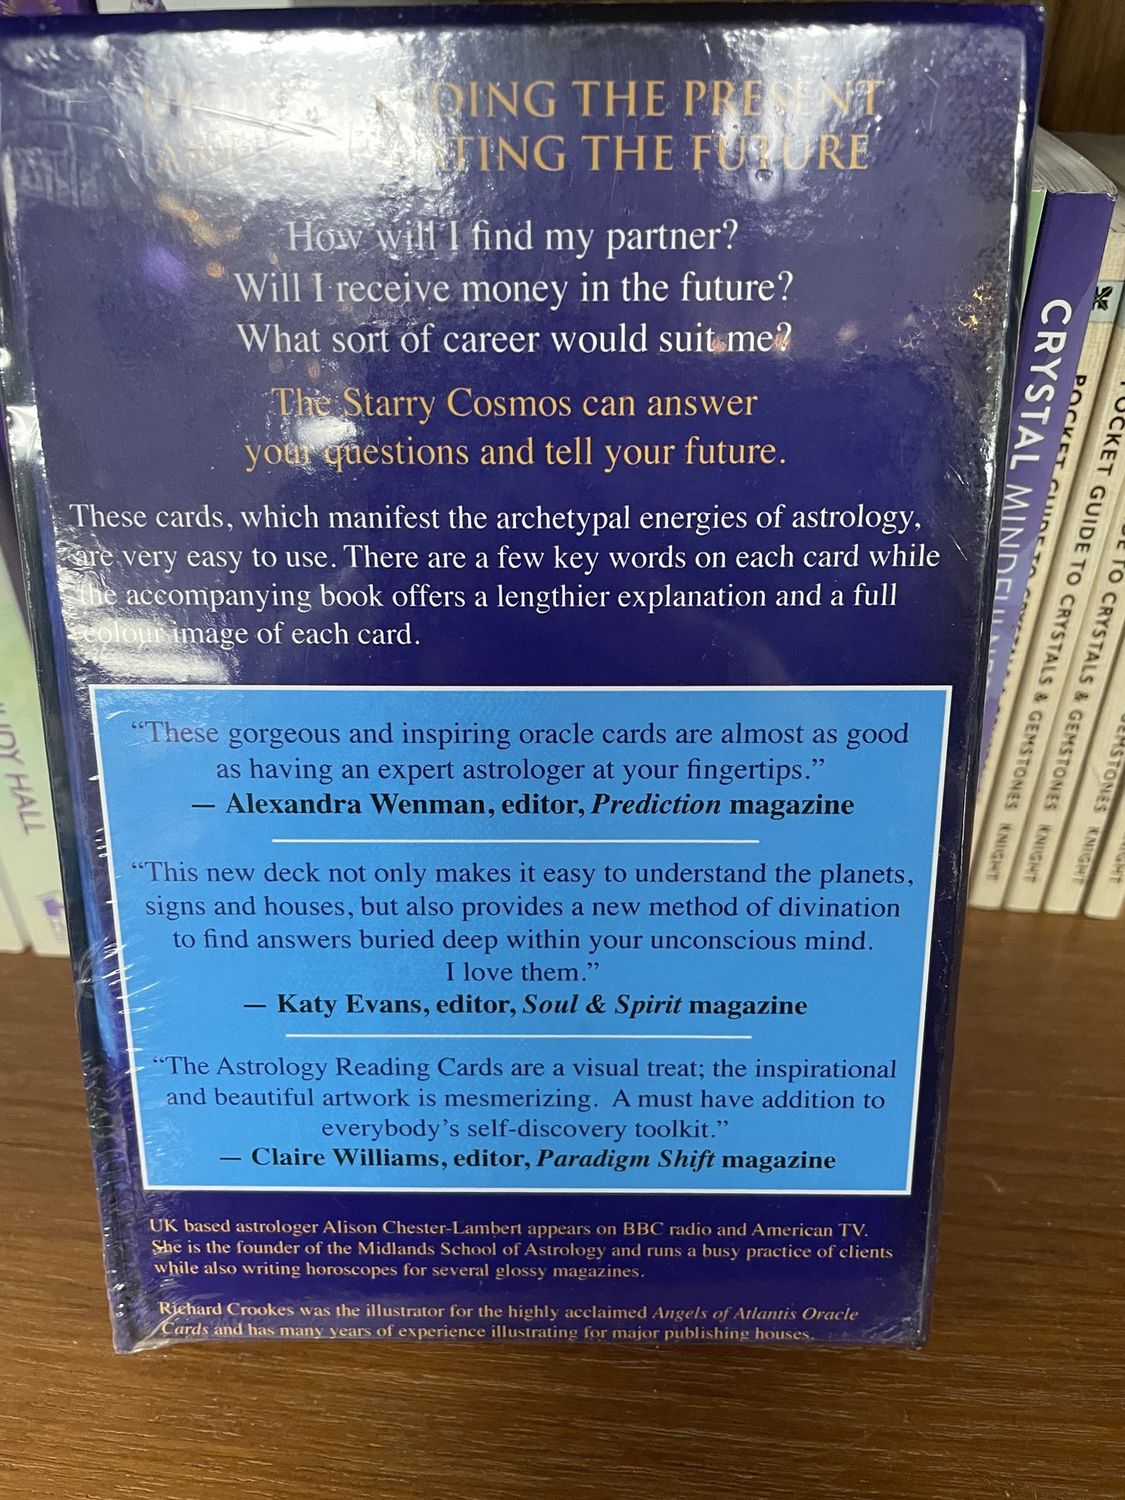 DING THE PRESENT
ATING THE FUTURE
How will I find my partner?
Will I receive money in the future?
What sort of career would suit me?
The Starry Cosmos can answer
your questions and tell your future.
These cards, which manifest the archetypal energies of astrology,
are very easy to use. There are a few key words on each card while
the accompanying book offers a lengthier explanation and a full
colour image of each card.
“These gorgeous and inspiring oracle cards are almost as good
as having an expert astrologer at your fingertips.”
— Alexandra Wenman, editor, Prediction magazine
“This new deck not only makes it easy to understand the planets,
signs and houses, but also provides a new method of divination
to find answers buried deep within your unconscious mind.
I love them.”
— Katy Evans, editor, Soul & Spirit magazine
“The Astrology Reading Cards are a visual treat; the inspirational
and beautiful artwork is mesmerizing. A must have addition to
everybody’s self-discovery toolkit.”
— Claire Williams, editor, Paradigm Shift magazine
UK based astrologer Alison Chester-Lambert appears on BBC radio and American TV.
She is the founder of the Midlands School of Astrology and runs a busy practice of clients
while also writing horoscopes for several glossy magazines.
Richard Crookes was the illustrator for the highly acclaimed Angels of Atlantis Oracle
Cards and has many years of experience illustrating for major publishing houses.
JUDY HALL
CRYSTAL
POCKET GUIDE TO CRYSTALS & GEMSTONES KNIGHT
POCKET GUIDE TO CRYSTALS & GEMSTONES KNIGHT
GEMSTONES KNIGHT